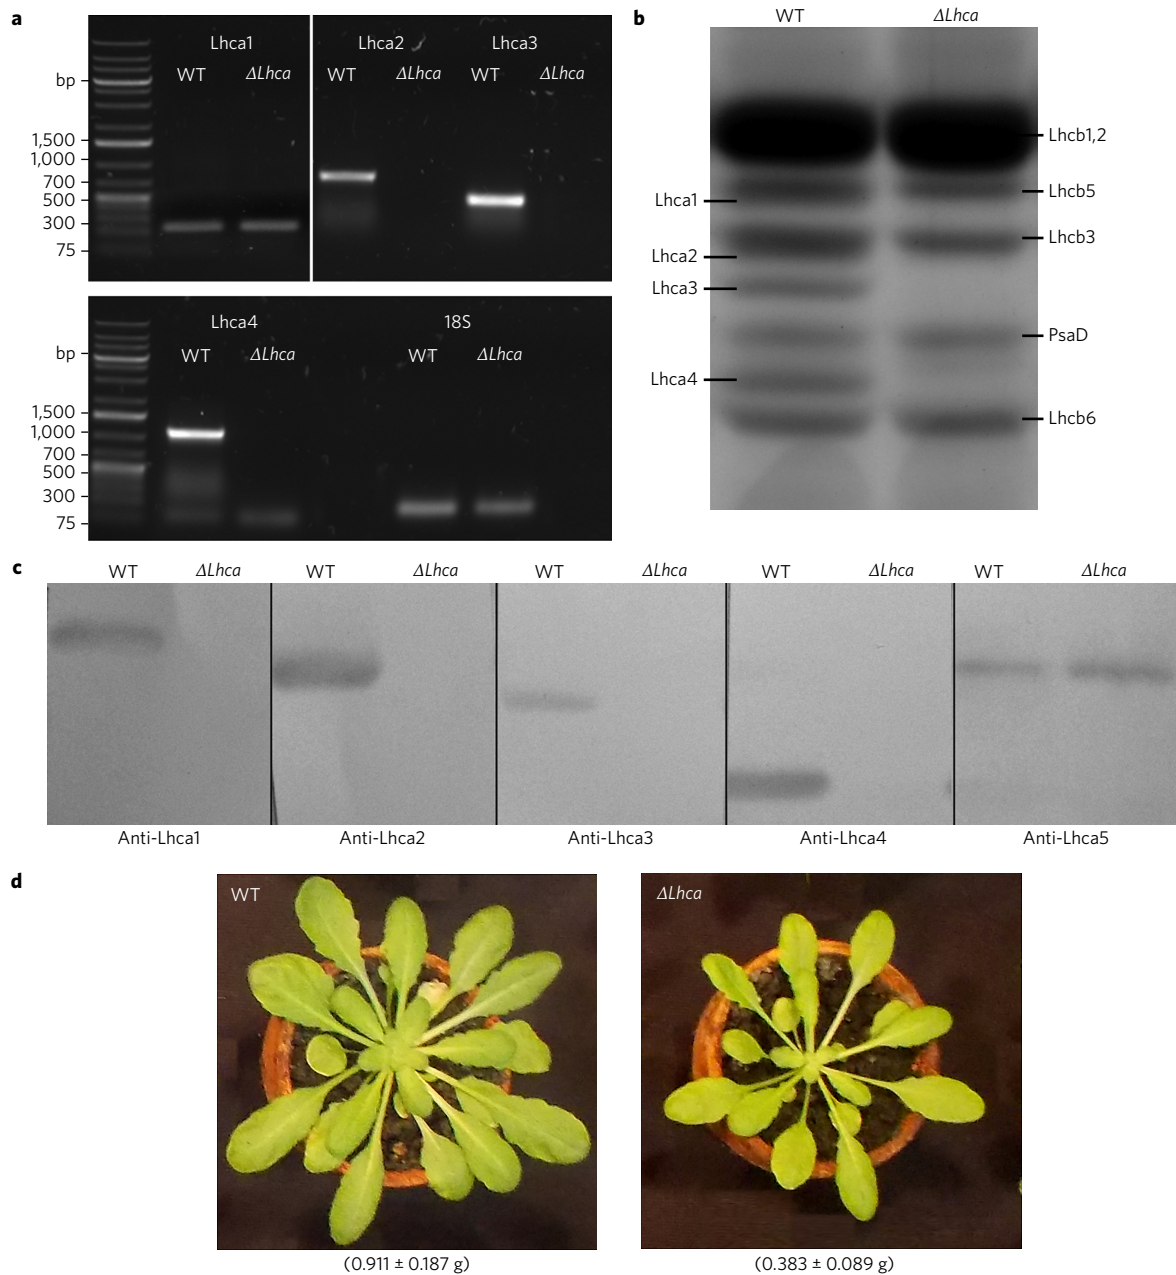 a
Lhca1 Lhca2 Lhca3
WT ΔLhca WT ΔLhca WT ΔLhca
bp
1,500
1,000
700
500
300
75
Lhca4 18S
WT ΔLhca WT ΔLhca
bp
1,500
1,000
700
500
300
75
b
WT ΔLhca
Lhcb1,2
Lhcb5
Lhca1
Lhcb3
Lhca2
Lhca3
PsaD
Lhca4
Lhcb6
c
WT ΔLhca WT ΔLhca WT ΔLhca WT ΔLhca WT ΔLhca
Anti-Lhca1 Anti-Lhca2 Anti-Lhca3 Anti-Lhca4 Anti-Lhca5
d
WT ΔLhca
(0.911 ± 0.187 g) (0.383 ± 0.089 g)